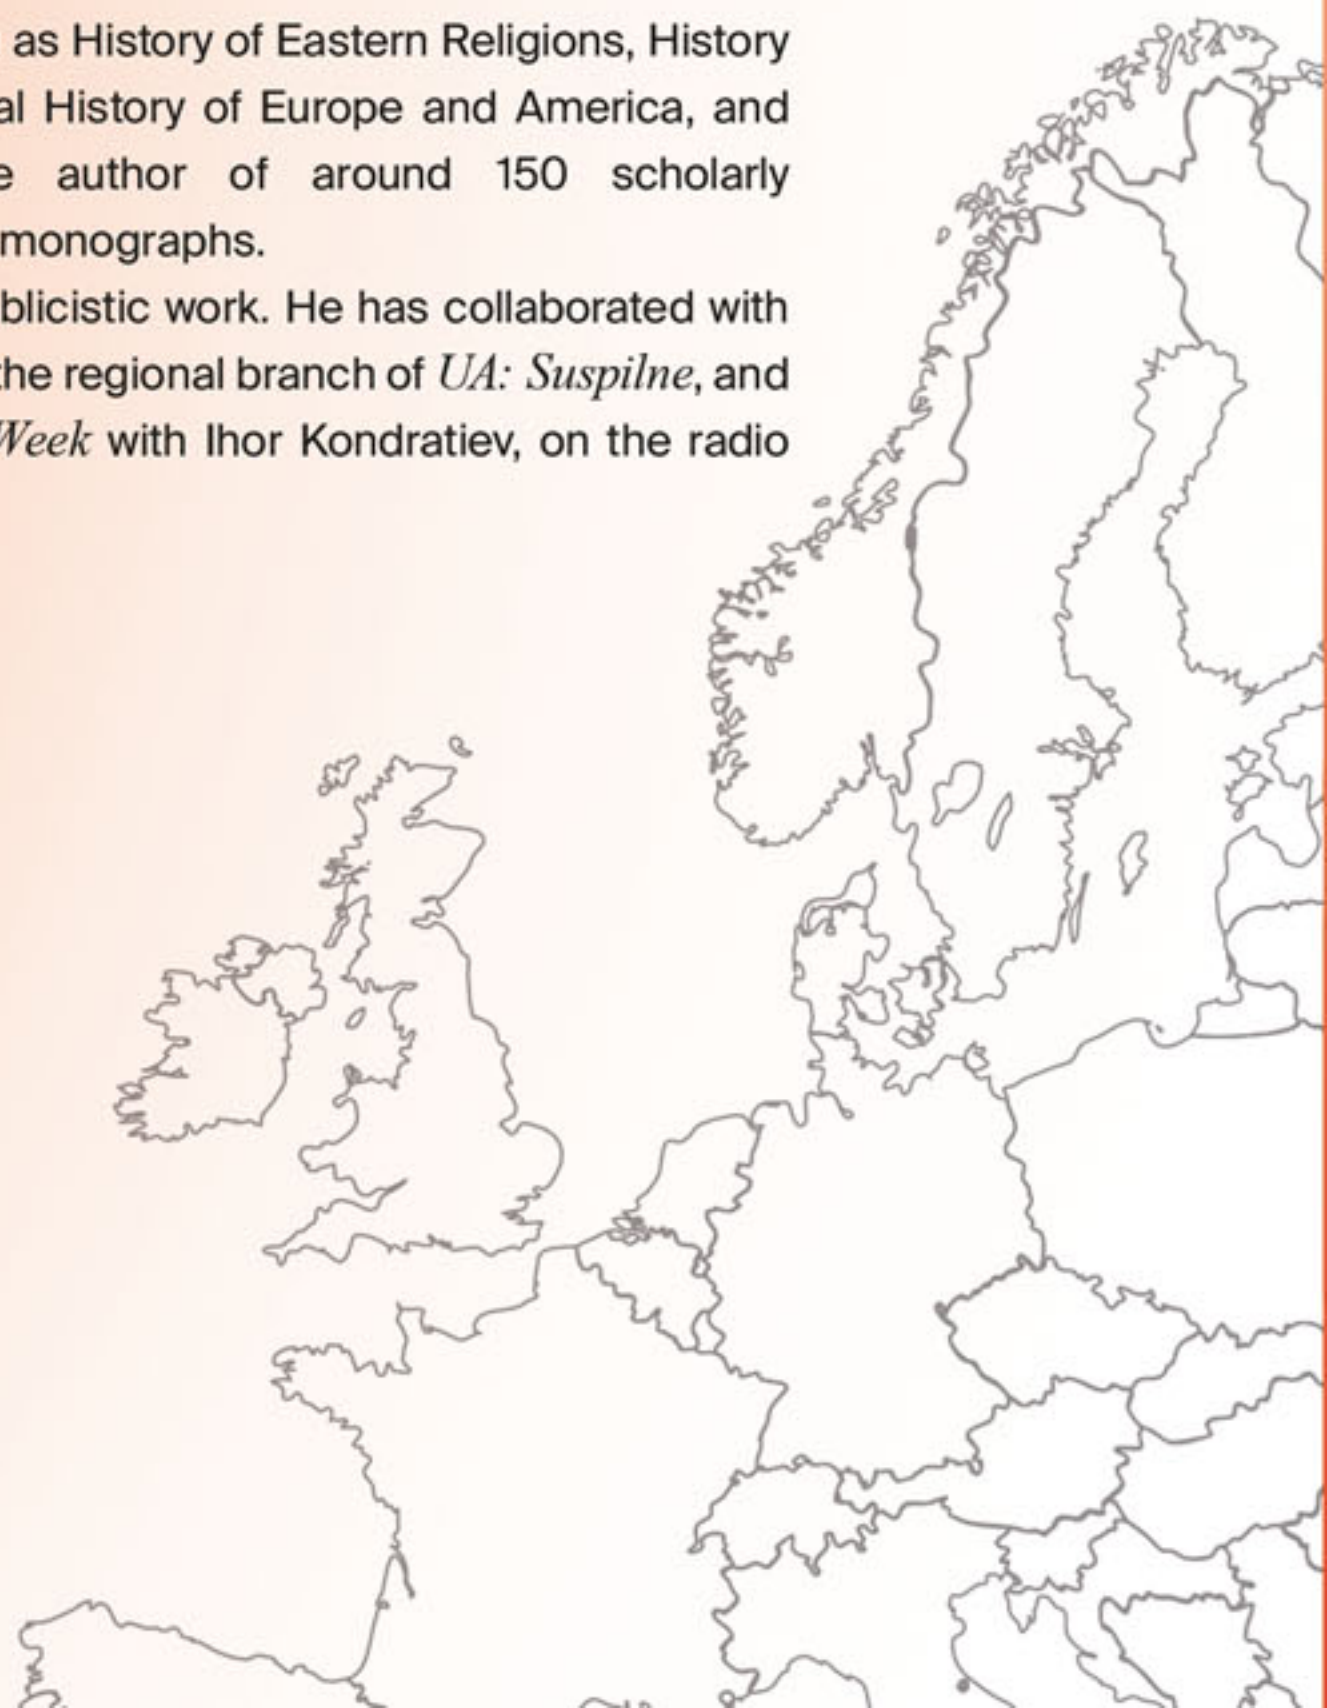 as History of Eastern Religions, History
al History of Europe and America, and
e author of around 150 scholarly
monographs.
blicistic work. He has collaborated with
the regional branch of UA: Suspilne, and
Week with Ihor Kondratiev, on the radio